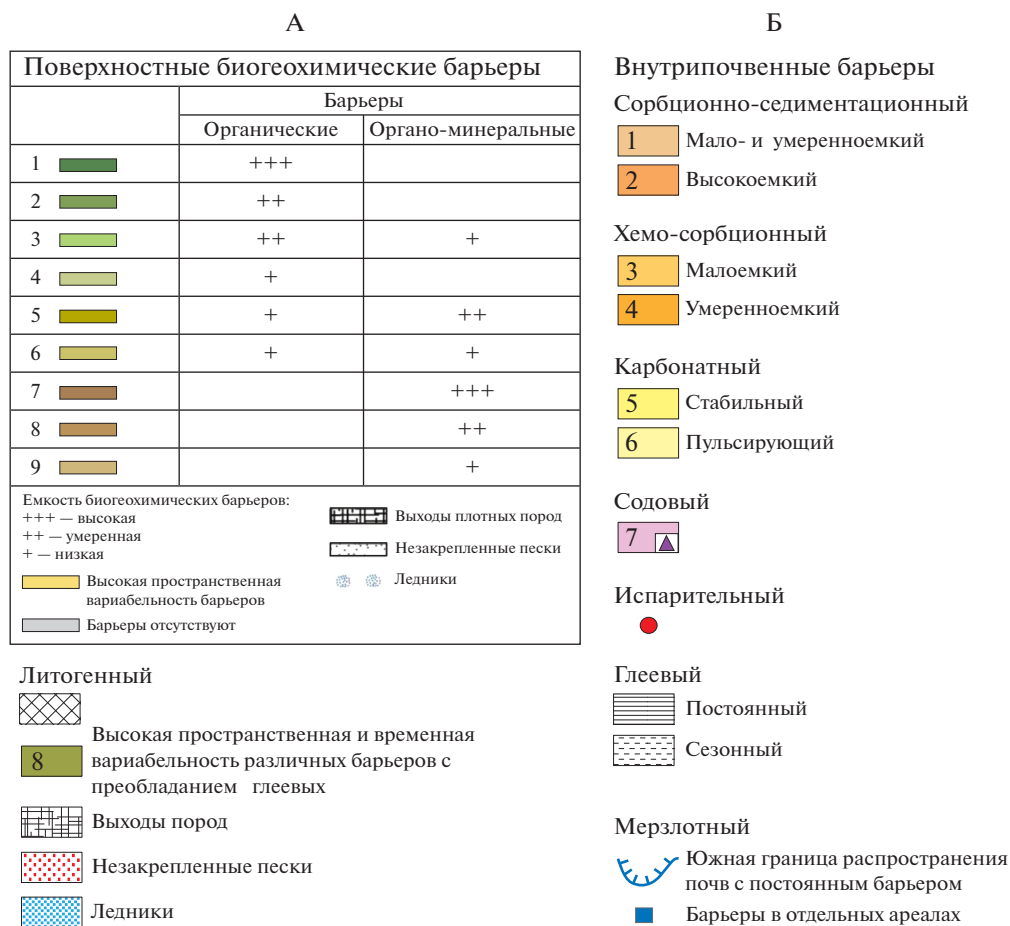 А
Поверхностные биогеохимические барьеры
Барьеры
Органические Органо-минеральные
1 +++
2 ++
3 ++ +
4 +
5 + ++
6 + +
7 +++
8 ++
9 +
Емкость биогеохимических барьеров:
+++ — высокая
++ — умеренная
+ — низкая
Высокая пространственная
вариабельность барьеров
Барьеры отсутствуют
Выходы плотных пород
Незакрепленные пески
Ледники
Литогенный
8 Высокая пространственная и временная
вариабельность различных барьеров с
преобладанием глеевых
Выходы пород
Незакрепленные пески
Ледники
Б
Внутрипочвенные барьеры
Сорбционно-седиментационный
1 Мало- и умеренноемкий
2 Высокоемкий
Хемо-сорбционный
3 Малоемкий
4 Умеренноемкий
Карбонатный
5 Стабильный
6 Пульсирующий
Содовый
7
Испарительный
Глеевый
Постоянный
Сезонный
Мерзлотный
Южная граница распространения
почв с постоянным барьером
Барьеры в отдельных ареалах